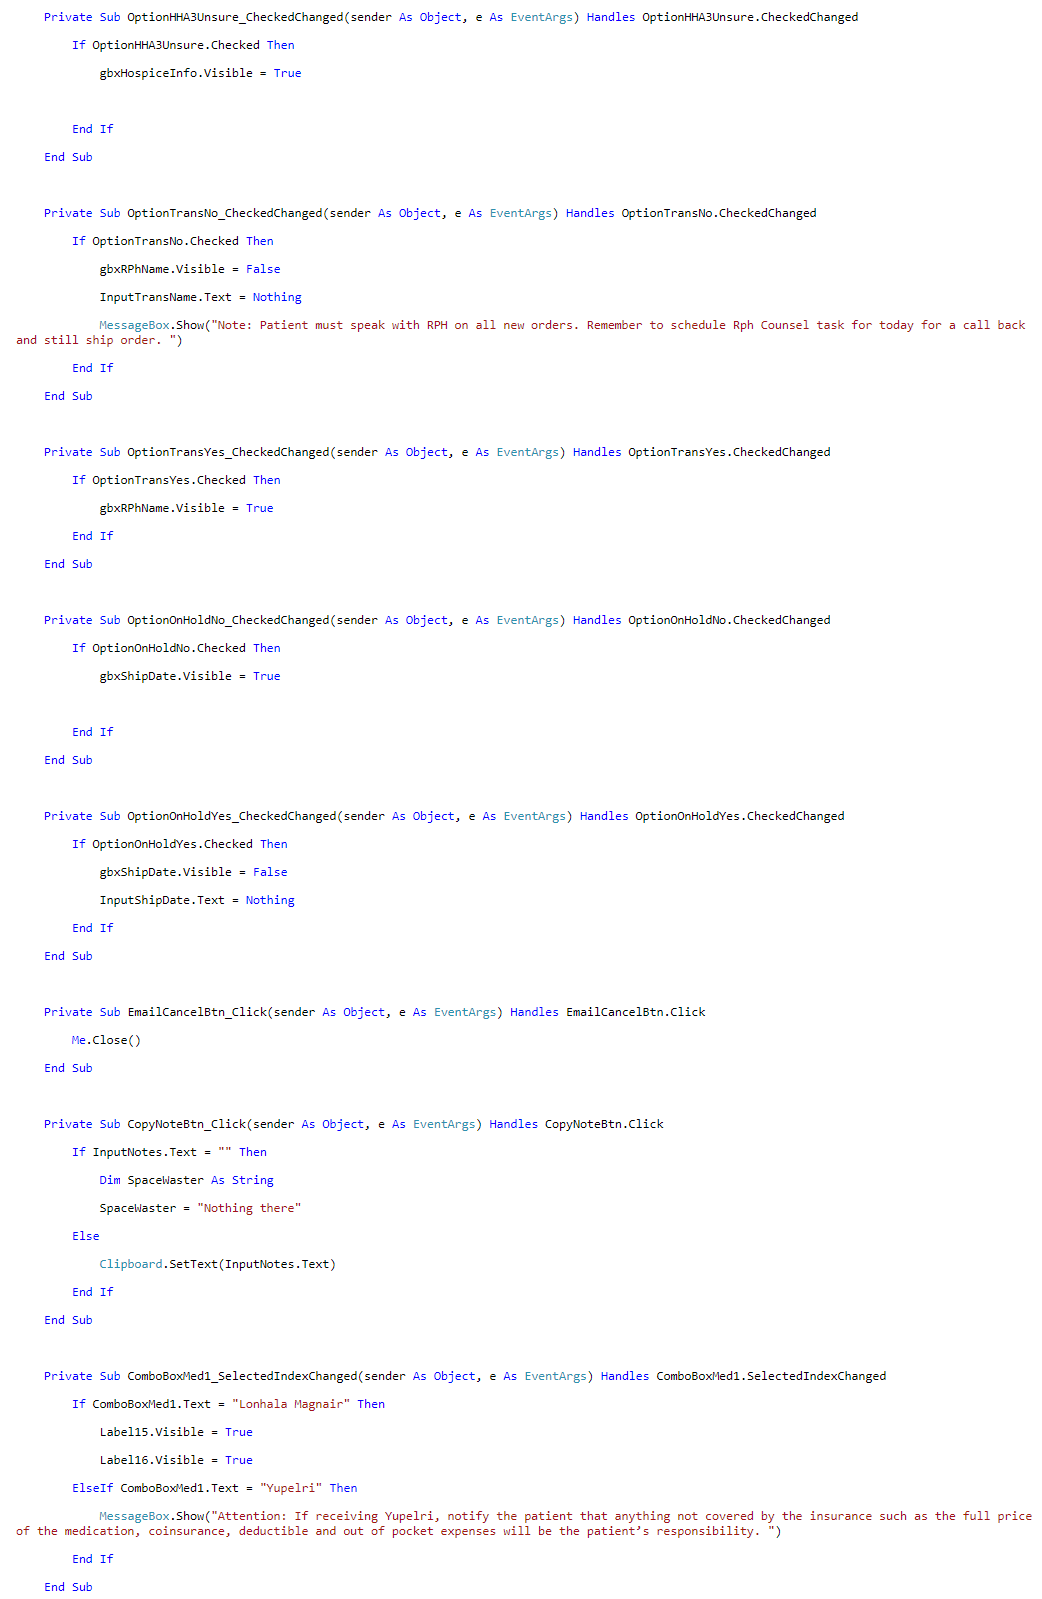 Private Sub OptionHHA3Unsure_CheckedChanged(sender As Object, e As EventArgs) Handles OptionHHA3Unsure.CheckedChanged
If OptionHHA3Unsure.Checked Then
gbxHospiceInfo.Visible = True
End If
End Sub
Private Sub OptionTransNo_CheckedChanged(sender As Object, e As EventArgs) Handles OptionTransNo.CheckedChanged
If OptionTransNo.Checked Then
gbxRPhName.Visible = False
InputTransName.Text = Nothing
MessageBox.Show("Note: Patient must speak with RPH on all new orders. Remember to schedule Rph Counsel task for today for a call back
and still ship order. ")
End If
End Sub
Private Sub OptionTransYes_CheckedChanged(sender As Object, e As EventArgs) Handles OptionTransYes.CheckedChanged
If OptionTransYes.Checked Then
gbxRPhName.Visible = True
End If
End Sub
Private Sub OptionOnHoldNo_CheckedChanged(sender As Object, e As EventArgs) Handles OptionOnHoldNo.CheckedChanged
If OptionOnHoldNo.Checked Then
gbxShipDate.Visible = True
End If
End Sub
Private Sub OptionOnHoldYes_CheckedChanged(sender As Object, e As EventArgs) Handles OptionOnHoldYes.CheckedChanged
If OptionOnHoldYes.Checked Then
gbxShipDate.Visible = False
InputShipDate.Text = Nothing
End If
End Sub
Private Sub EmailCancelBtn_Click(sender As Object, e As EventArgs) Handles EmailCancelBtn.Click
Me.Close()
End Sub
Private Sub CopyNoteBtn_Click(sender As Object, e As EventArgs) Handles CopyNoteBtn.Click
If InputNotes.Text = "" Then
Dim SpaceWaster As String
SpaceWaster = "Nothing there"
Else
Clipboard.SetText(InputNotes.Text)
End If
End Sub
Private Sub ComboBoxMed1_SelectedIndexChanged(sender As Object, e As EventArgs) Handles ComboBoxMed1.SelectedIndexChanged
If ComboBoxMed1.Text = "Lonhala Magnair" Then
Label15.Visible = True
Label16.Visible = True
ElseIf ComboBoxMed1.Text = "Yupelri" Then
MessageBox.Show("Attention: If receiving Yupelri, notify the patient that anything not covered by the insurance such as the full price
of the medication, coinsurance, deductible and out of pocket expenses will be the patient’s responsibility. ")
End If
End Sub